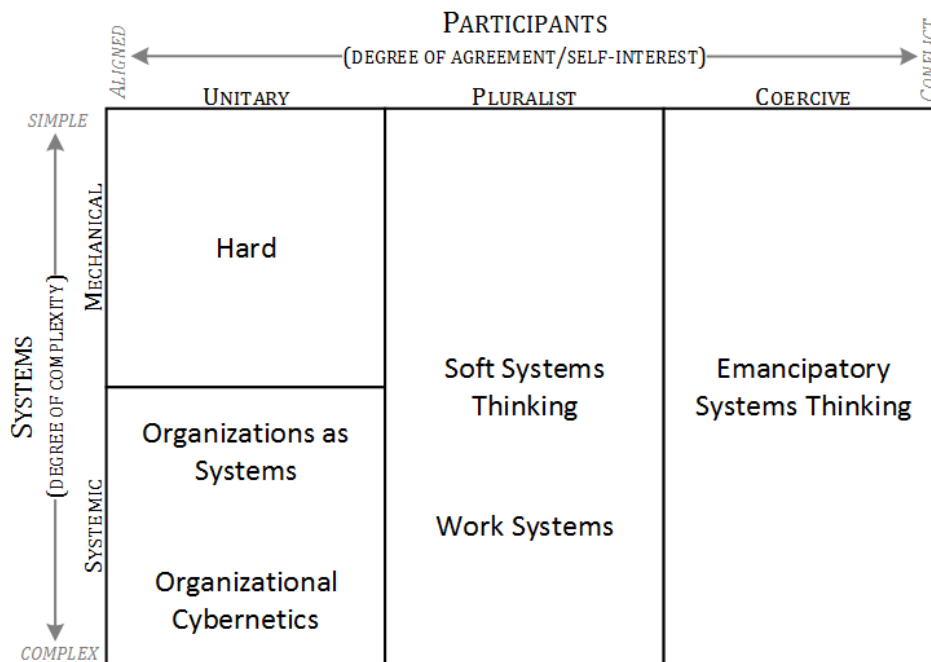 PARTICIPANTS
(DEGREE OF AGREEMENT/SELF-INTEREST)
ALIGNED
CONFLICT
UNITARY
PLURALIST
COERCIVE
SIMPLE
MECHANICAL
Hard
SYSTEMS
(DEGREE OF COMPLEXITY)
Soft Systems
Thinking
Emancipatory
Systems Thinking
Organizations as
Systems
SYSTEMIC
Work Systems
Organizational
Cybernetics
COMPLEX